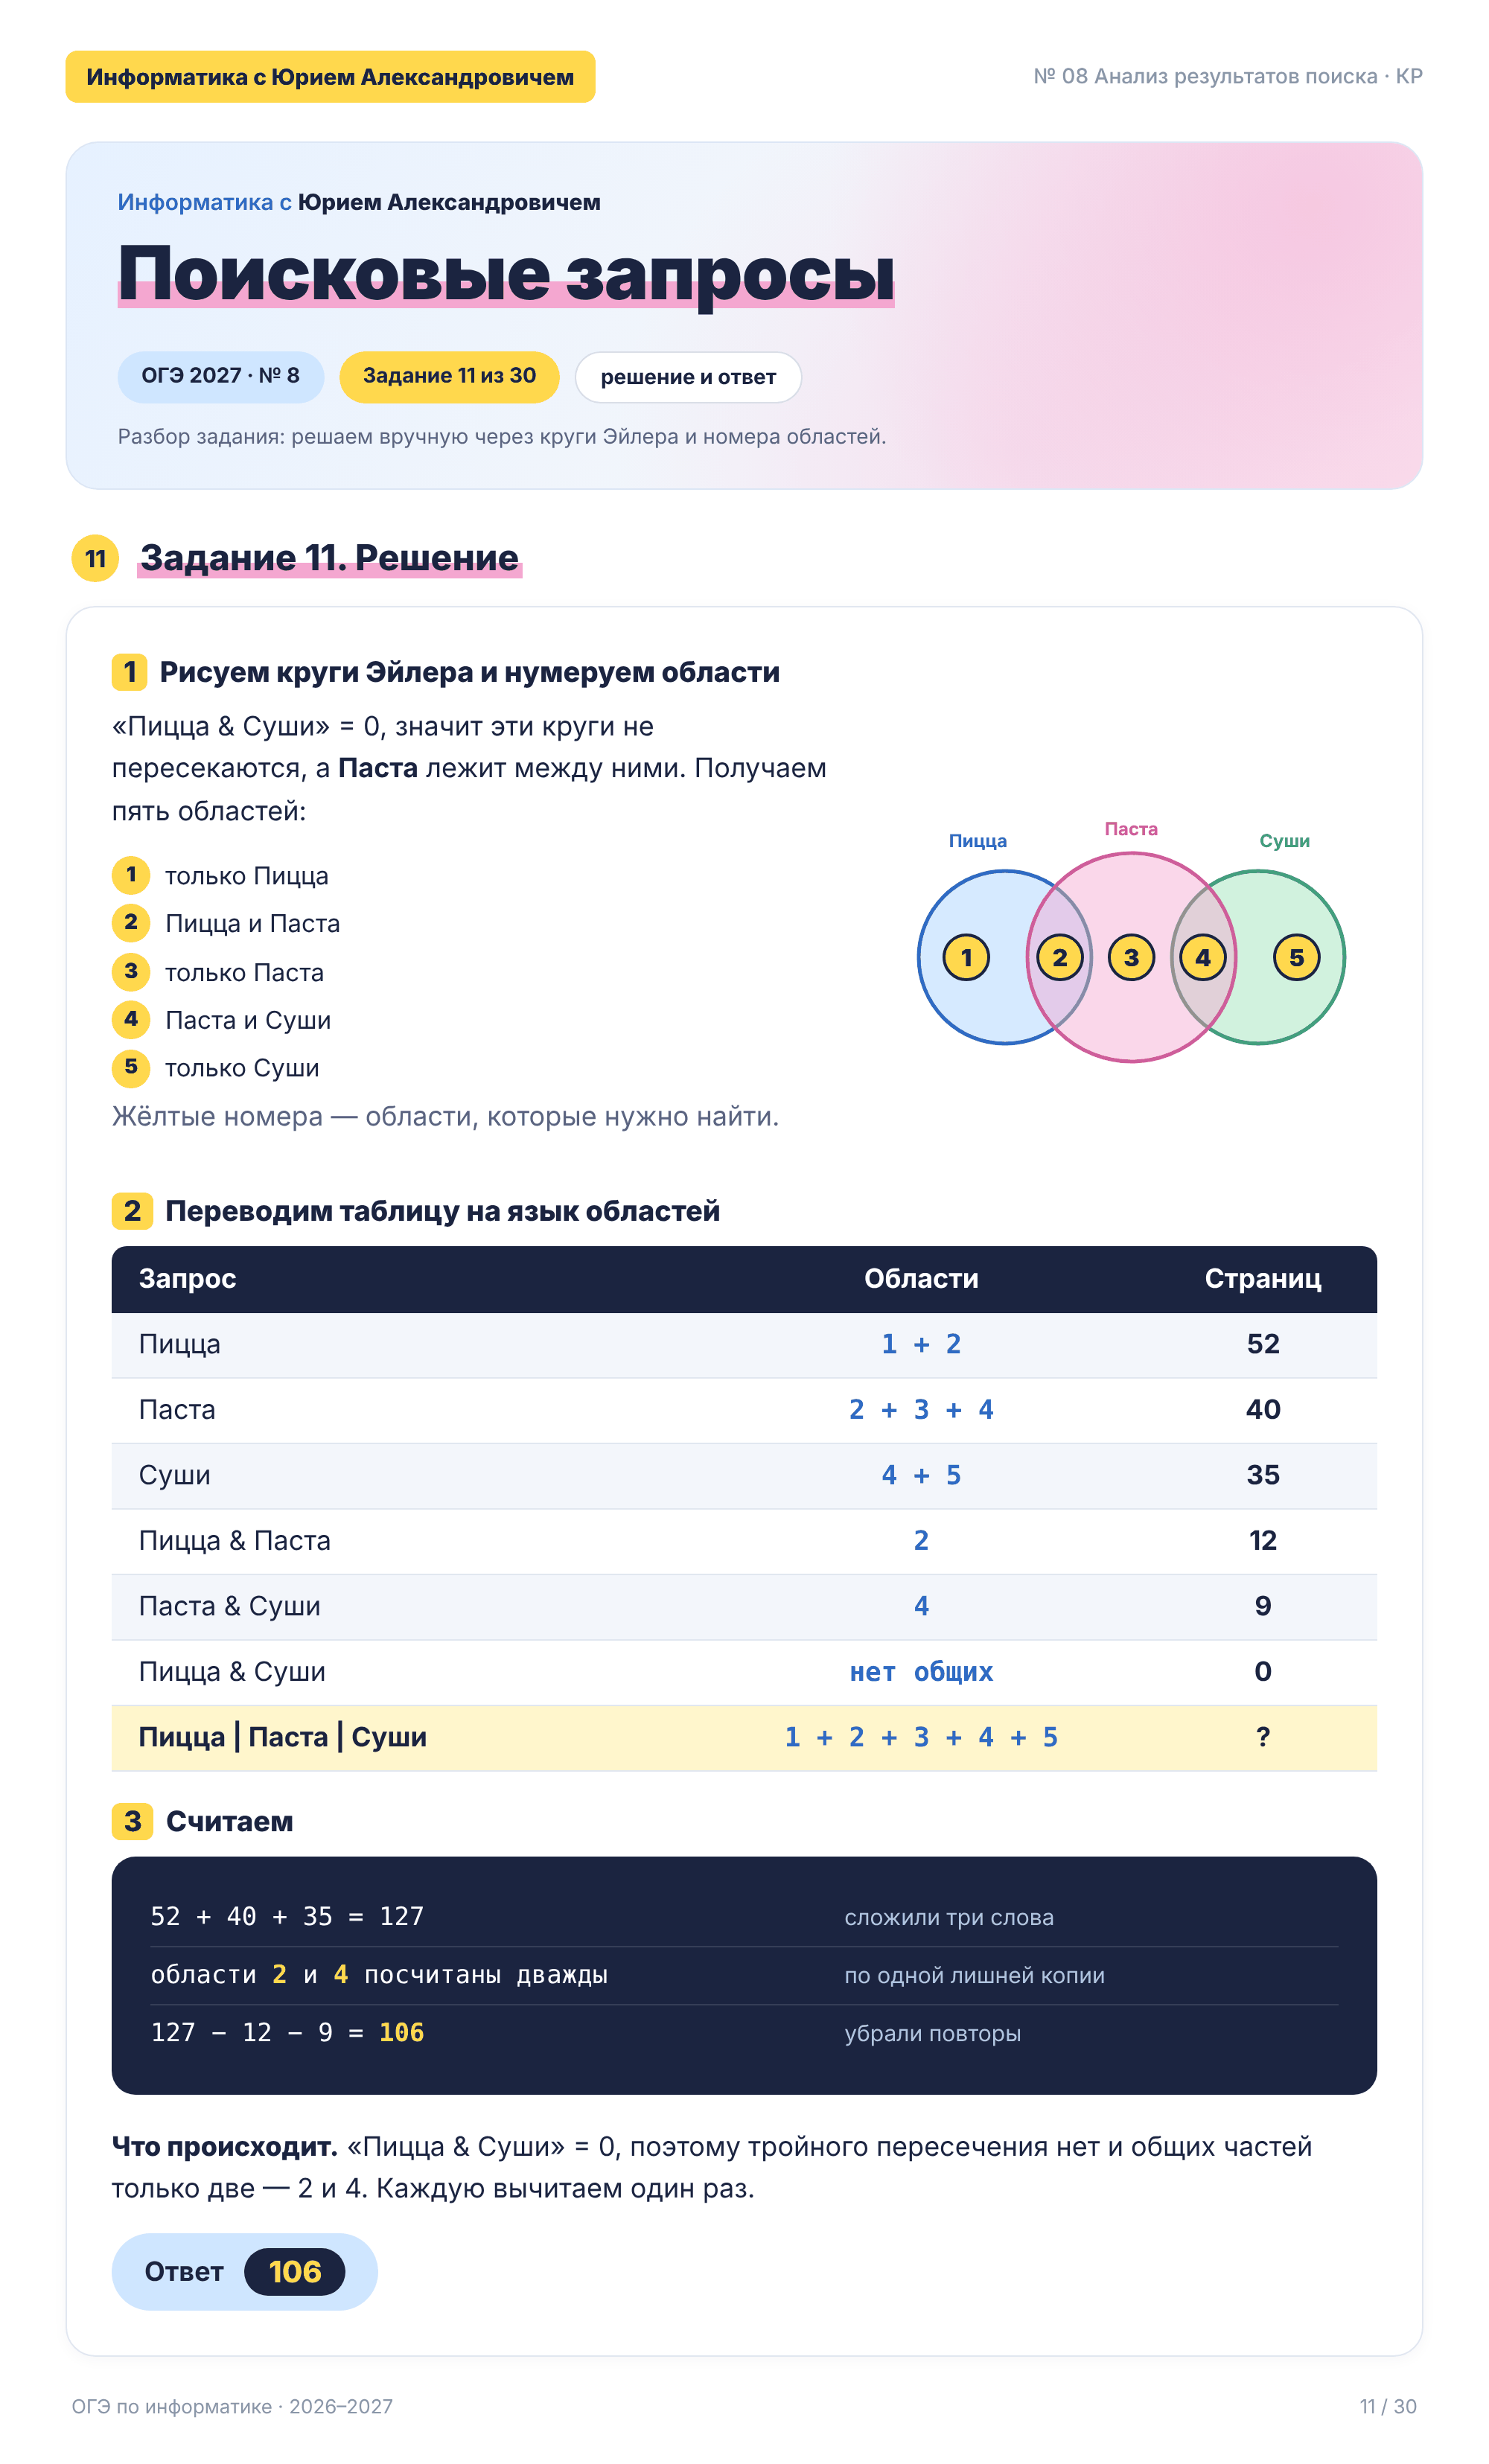 Информатика с Юрием Александровичем
№ 08 Анализ результатов поиска · КР
Информатика с Юрием Александровичем
Поисковые запросы
ОГЭ 2027 · № 8
Задание 11 из 30
решение и ответ
Разбор задания: решаем вручную через круги Эйлера и номера областей.
11 Задание 11. Решение
1 Рисуем круги Эйлера и нумеруем области
«Пицца & Суши» = 0, значит эти круги не
пересекаются, а Паста лежит между ними. Получаем
пять областей:
1 только Пицца
2 Пицца и Паста
3 только Паста
4 Паста и Суши
5 только Суши
Жёлтые номера — области, которые нужно найти.
Пицца Паста Суши
1 2 3 4 5
2 Переводим таблицу на язык областей
Запрос Области Страниц
Пицца 1 + 2 52
Паста 2 + 3 + 4 40
Суши 4 + 5 35
Пицца & Паста 2 12
Паста & Суши 4 9
Пицца & Суши нет общих 0
Пицца | Паста | Суши 1 + 2 + 3 + 4 + 5 ?
3 Считаем
52 + 40 + 35 = 127 сложили три слова
области 2 и 4 посчитаны дважды по одной лишней копии
127 − 12 − 9 = 106 убрали повторы
Что происходит. «Пицца & Суши» = 0, поэтому тройного пересечения нет и общих частей
только две — 2 и 4. Каждую вычитаем один раз.
Ответ 106
ОГЭ по информатике · 2026–2027
11 / 30